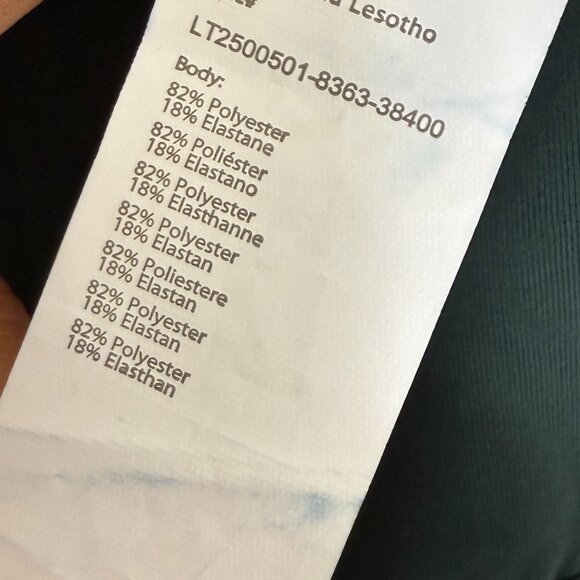 Lesotho
LT2500501-8363-38400
Body:
82% Polyester
18% Elastane
82% Poliéster
18% Elastano
82% Polyester
18% Elasthanne
82% Polyester
18% Elastan
82% Poliestere
18% Elastan
82% Polyester
18% Elastan
82% Polyester
18% Elasthan